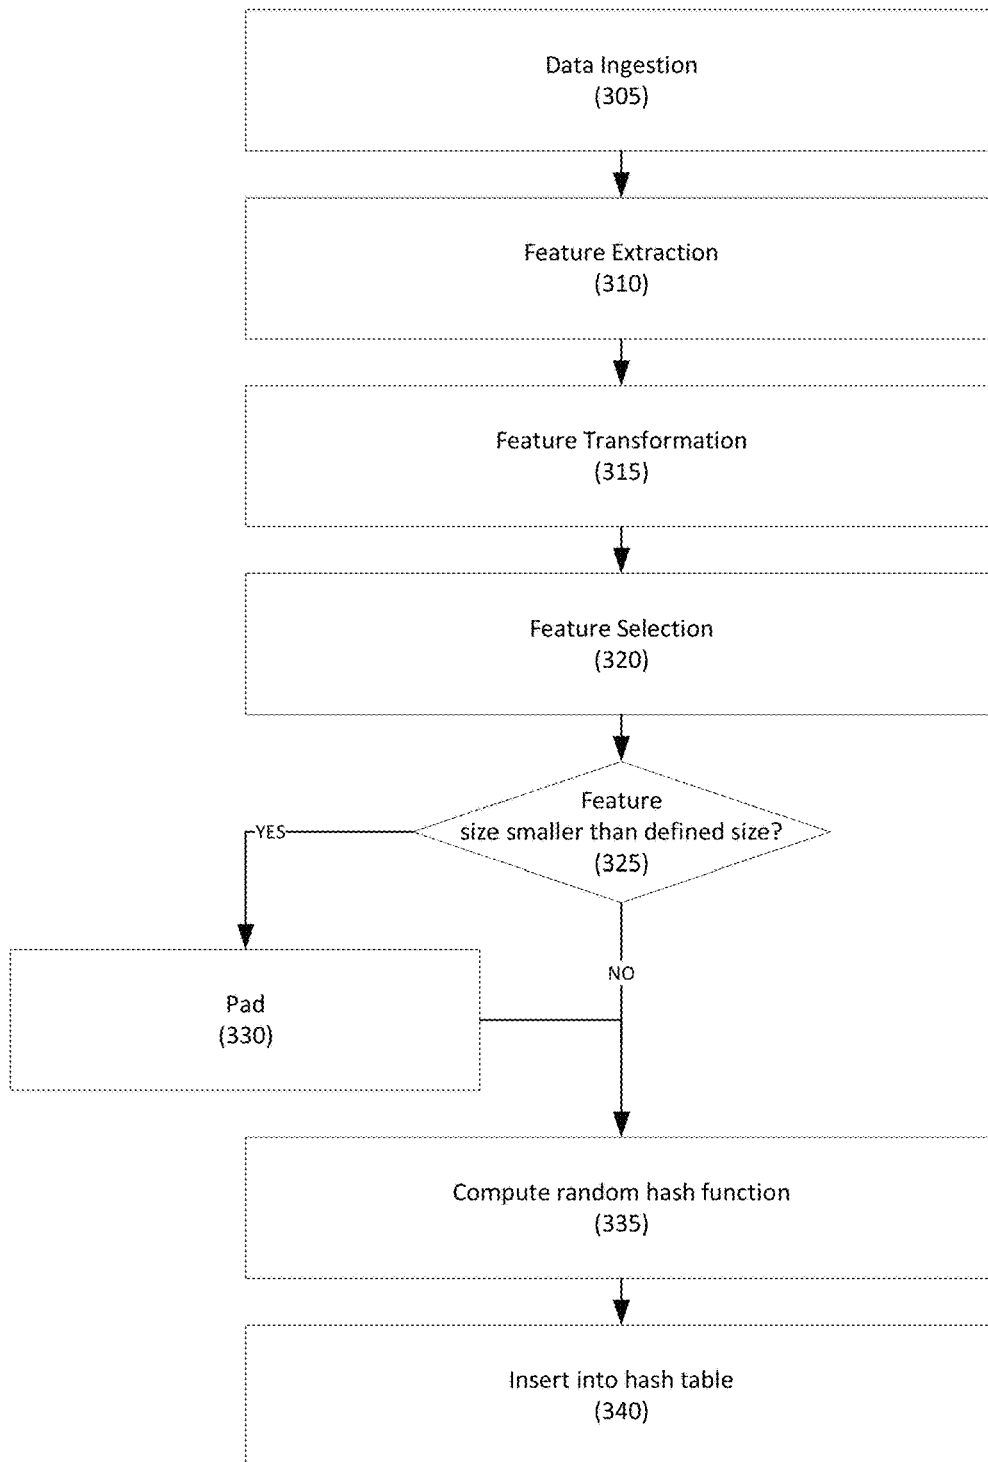 Data Ingestion
(305)
Feature Extraction
(310)
Feature Transformation
(315)
Feature Selection
(320)
Feature
size smaller than defined size?
(325)
YES
NO
Pad
(330)
Compute random hash function
(335)
Insert into hash table
(340)